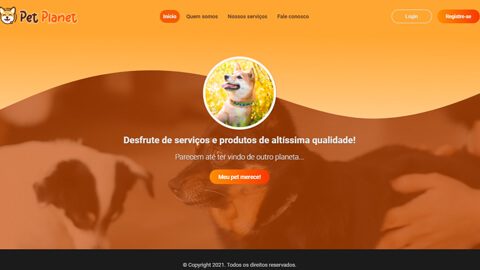 Pet Planet
Início
Quem somos
Nossos serviços
Fale conosco
Login
Registre-se
Desfrute de serviços e produtos de altíssima qualidade!
Parecem até ter vindo de outro planeta...
Meu pet merece!
© Copyright 2021. Todos os direitos reservados.